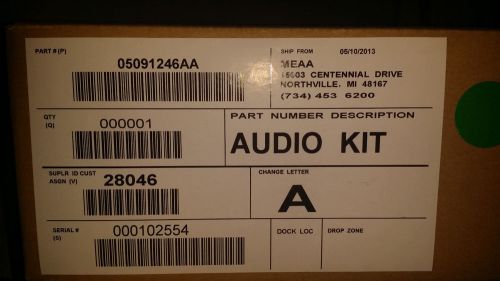 PART # (P)
05091246AA
SHIP FROM 05/10/2013
MEAA
15603 CENTENNIAL DRIVE
NORTHVILLE, MI 48167
(734) 453 6200
QTY
(Q)
000001
PART NUMBER DESCRIPTION
AUDIO KIT
SUPLR ID CUST
ASGN (V)
28046
CHANGE LETTER
A
SERIAL #
(S)
000102554
DOCK LOC
DROP ZONE